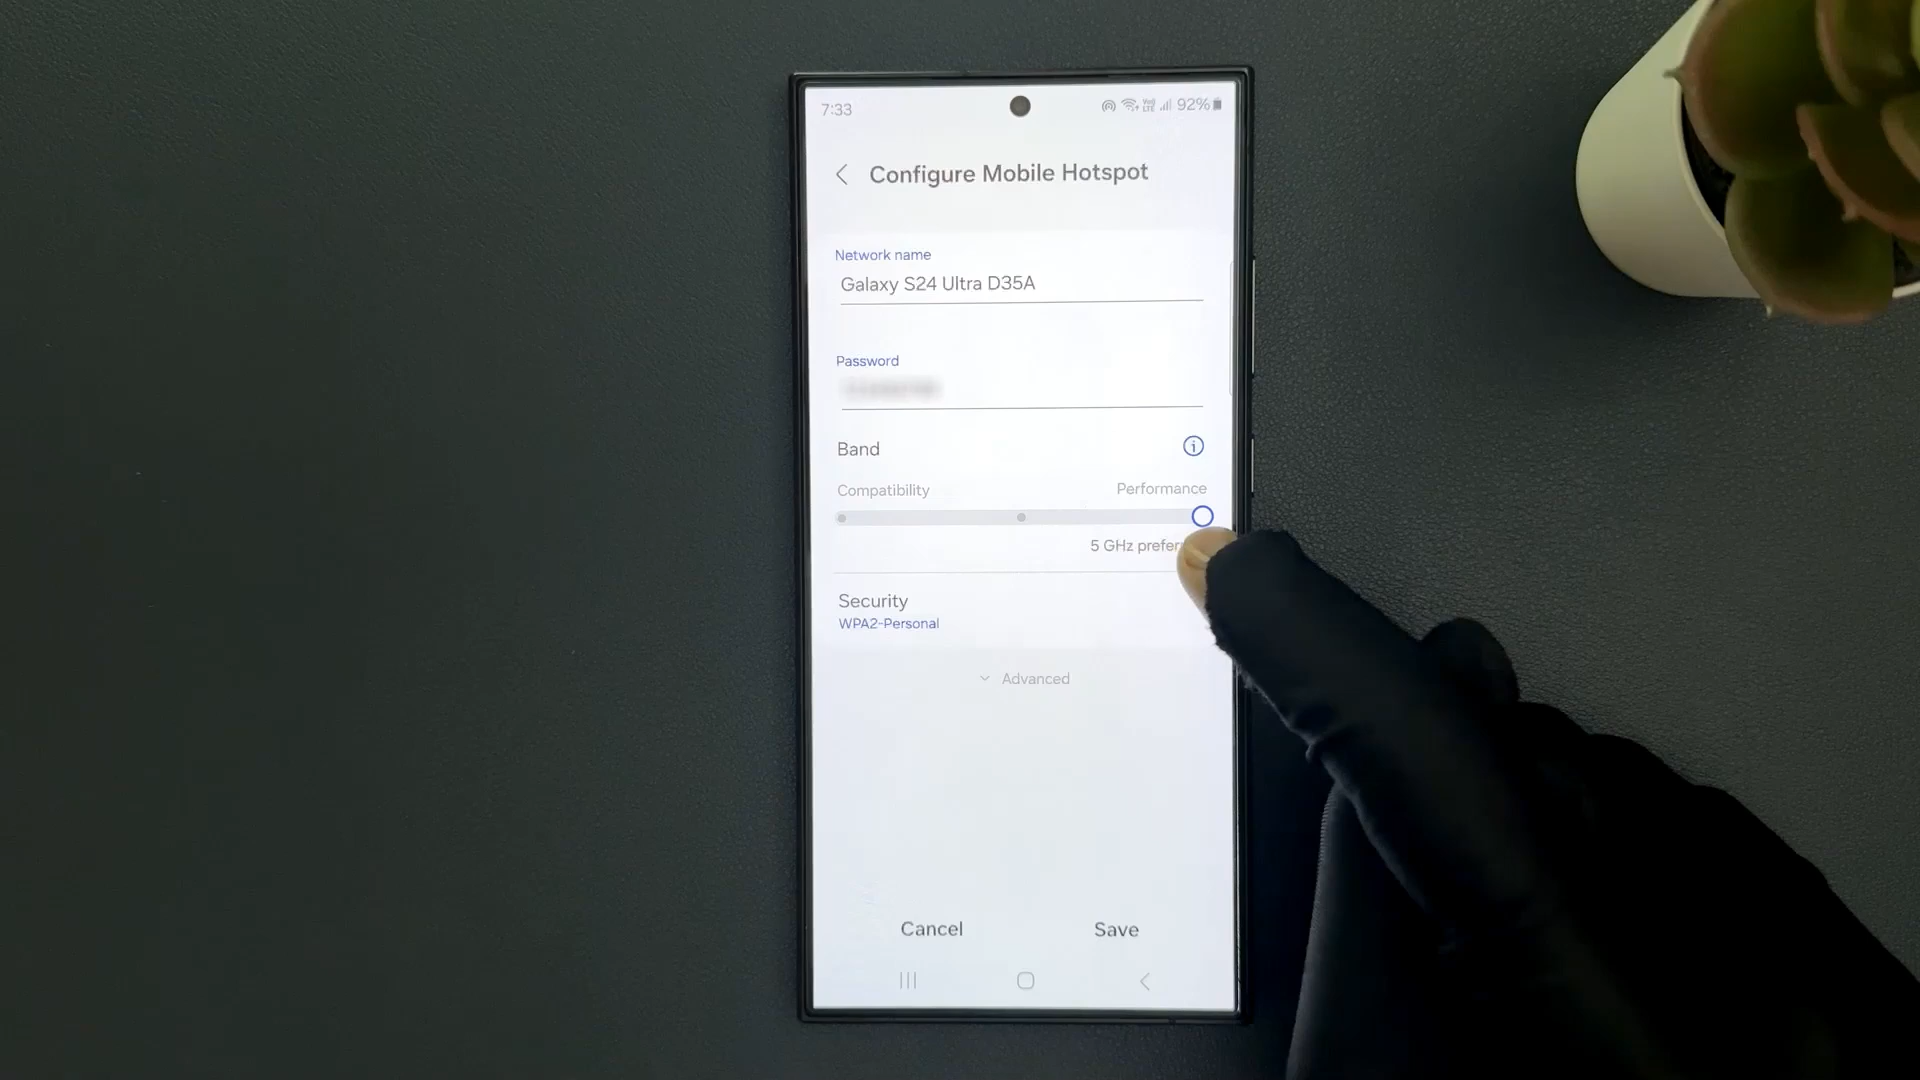 7:33
92%
Configure Mobile Hotspot
Network name
Galaxy S24 Ultra D35A
Password
Band
Compatibility
Performance
5 GHz
Security
WPA2-Personal
Advanced
Cancel
Save